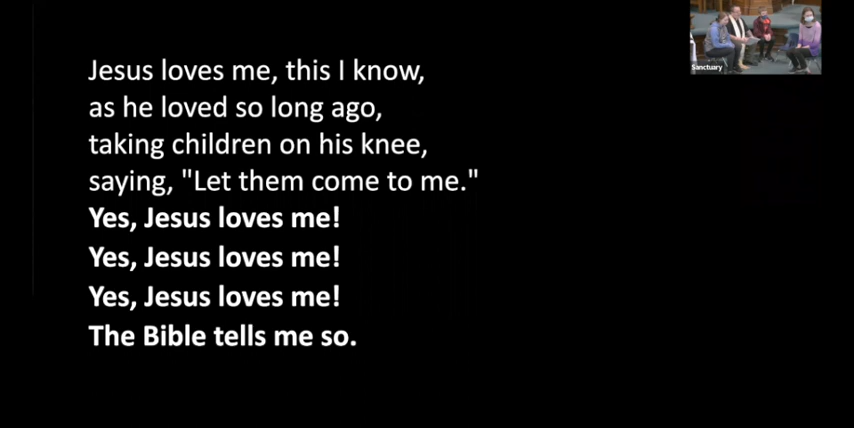 Jesus loves me, this I know,
as he loved so long ago,
taking children on his knee,
saying, "Let them come to me."
Yes, Jesus loves me!
Yes, Jesus loves me!
Yes, Jesus loves me!
The Bible tells me so.
Sanctuary